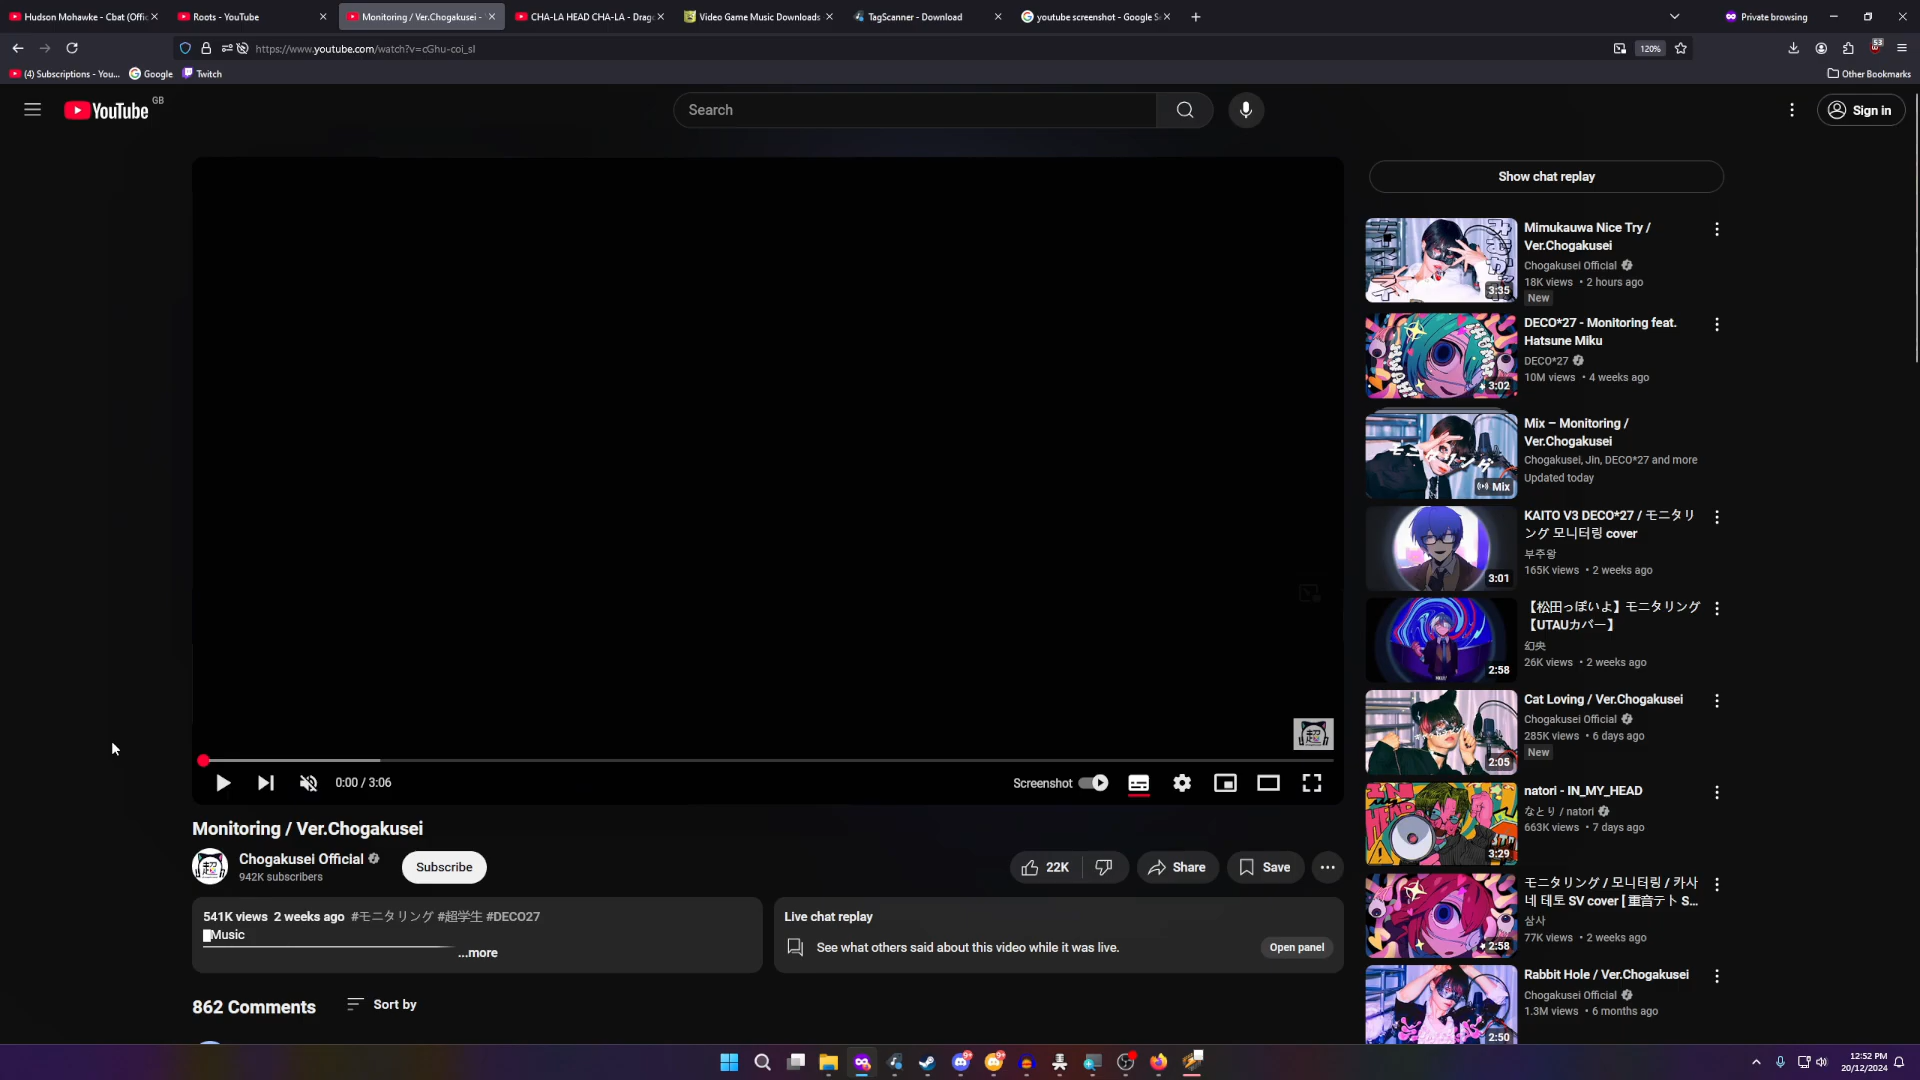 Hudson Mohawke - Cbat (Offic
Roots - YouTube
Monitoring / Ver.Chogakusei -
CHA-LA HEAD CHA-LA - Drag
Video Game Music Downloads
TagScanner - Download
youtube screenshot - Google Se
Private browsing
https://www.youtube.com/watch?v=cGhu-coi_sI
120%
53
(4) Subscriptions - You...
Google
Twitch
Other Bookmarks
YouTube GB
Search
Sign in
Show chat replay
Mimukauwa Nice Try /
Ver.Chogakusei
Chogakusei Official
18K views • 2 hours ago
New
3:35
DECO*27 - Monitoring feat.
Hatsune Miku
DECO*27
10M views • 4 weeks ago
3:02
Mix – Monitoring /
Ver.Chogakusei
Chogakusei, Jin, DECO*27 and more
Updated today
モニタリング
Mix
KAITO V3 DECO*27 / モニタリ
ング 모니터링 cover
부주왕
165K views • 2 weeks ago
3:01
【松田っぽいよ】モニタリング
【UTAUカバー】
幻央
26K views • 2 weeks ago
2:58
Cat Loving / Ver.Chogakusei
Chogakusei Official
285K views • 6 days ago
New
2:05
natori - IN_MY_HEAD
なとり / natori
663K views • 7 days ago
3:29
モニタリング / 모니터링 / 카사
네 테토 SV cover [ 重音テト S...
삼사
77K views • 2 weeks ago
2:58
Rabbit Hole / Ver.Chogakusei
Chogakusei Official
1.3M views • 6 months ago
2:50
0:00 / 3:06
Screenshot
Monitoring / Ver.Chogakusei
Chogakusei Official
942K subscribers
Subscribe
22K
Share
Save
541K views 2 weeks ago #モニタリング #超学生 #DECO27
Music
...more
Live chat replay
See what others said about this video while it was live.
Open panel
862 Comments
Sort by
12:52 PM
20/12/2024